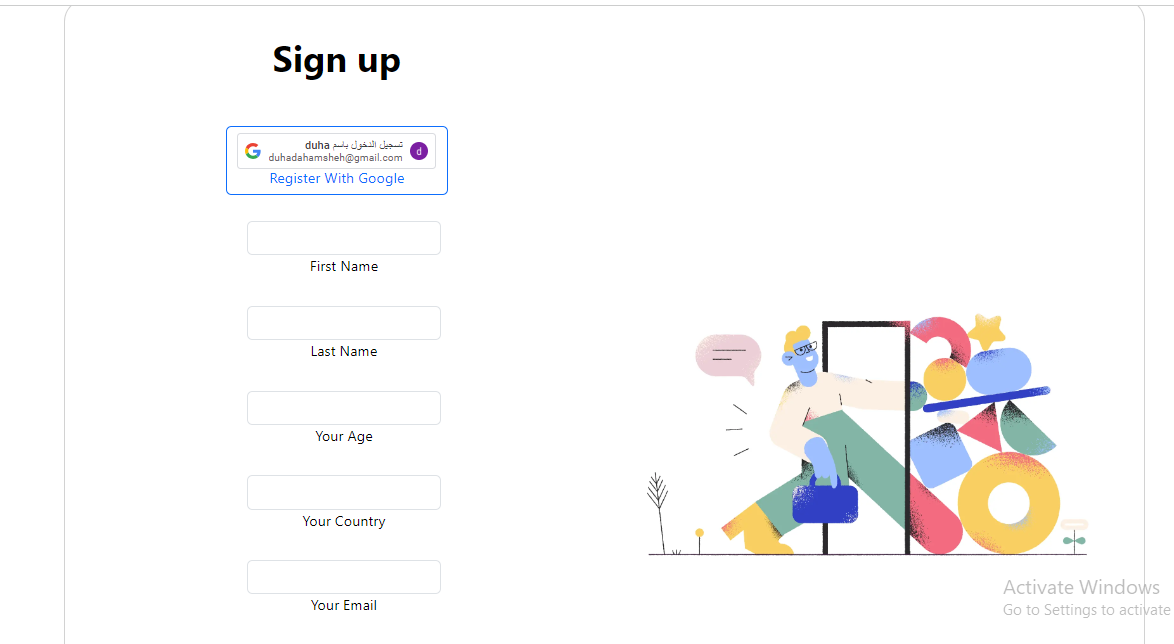 Sign up
تسجيل الدخول باسم duha
duhadahamsheh@gmail.com
d
Register With Google
First Name
Last Name
Your Age
Your Country
Your Email
Activate Windows
Go to Settings to activate